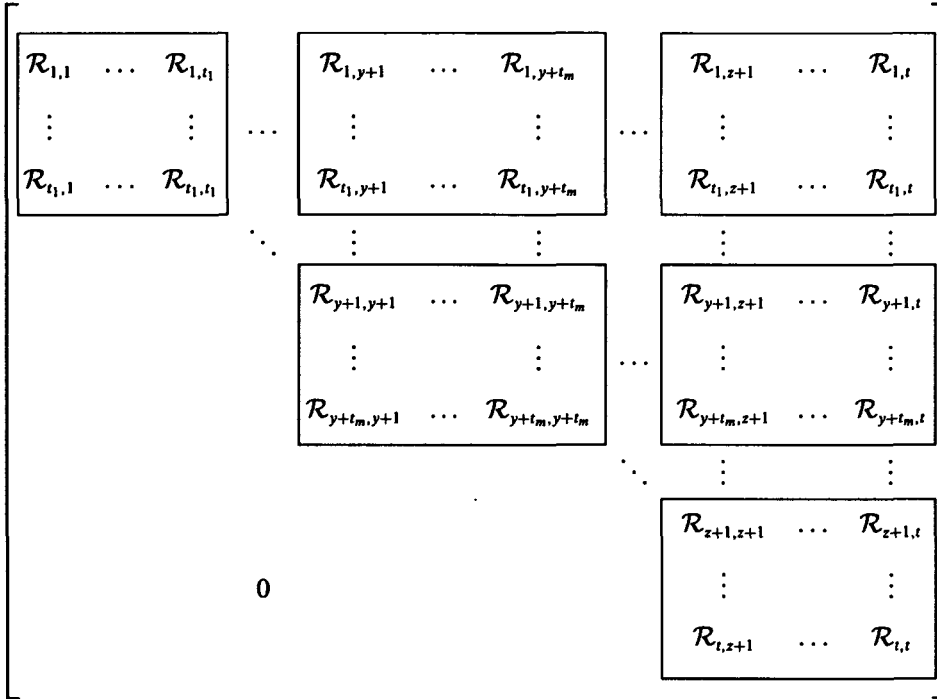 ℛ_{1,1} … ℛ_{1,t_1} ℛ_{1,y+1} … ℛ_{1,y+t_m} ℛ_{1,z+1} … ℛ_{1,t}
⋮ ⋮ … ⋮ ⋮ … ⋮ ⋮
ℛ_{t_1,1} … ℛ_{t_1,t_1} ℛ_{t_1,y+1} … ℛ_{t_1,y+t_m} ℛ_{t_1,z+1} … ℛ_{t_1,t}
⋱ ⋮ ⋮ ⋮ ⋮
ℛ_{y+1,y+1} … ℛ_{y+1,y+t_m} ℛ_{y+1,z+1} … ℛ_{y+1,t}
⋮ ⋮ … ⋮ ⋮
ℛ_{y+t_m,y+1} … ℛ_{y+t_m,y+t_m} ℛ_{y+t_m,z+1} … ℛ_{y+t_m,t}
⋱ ⋮ ⋮
ℛ_{z+1,z+1} … ℛ_{z+1,t}
0 ⋮ ⋮
ℛ_{t,z+1} … ℛ_{t,t}